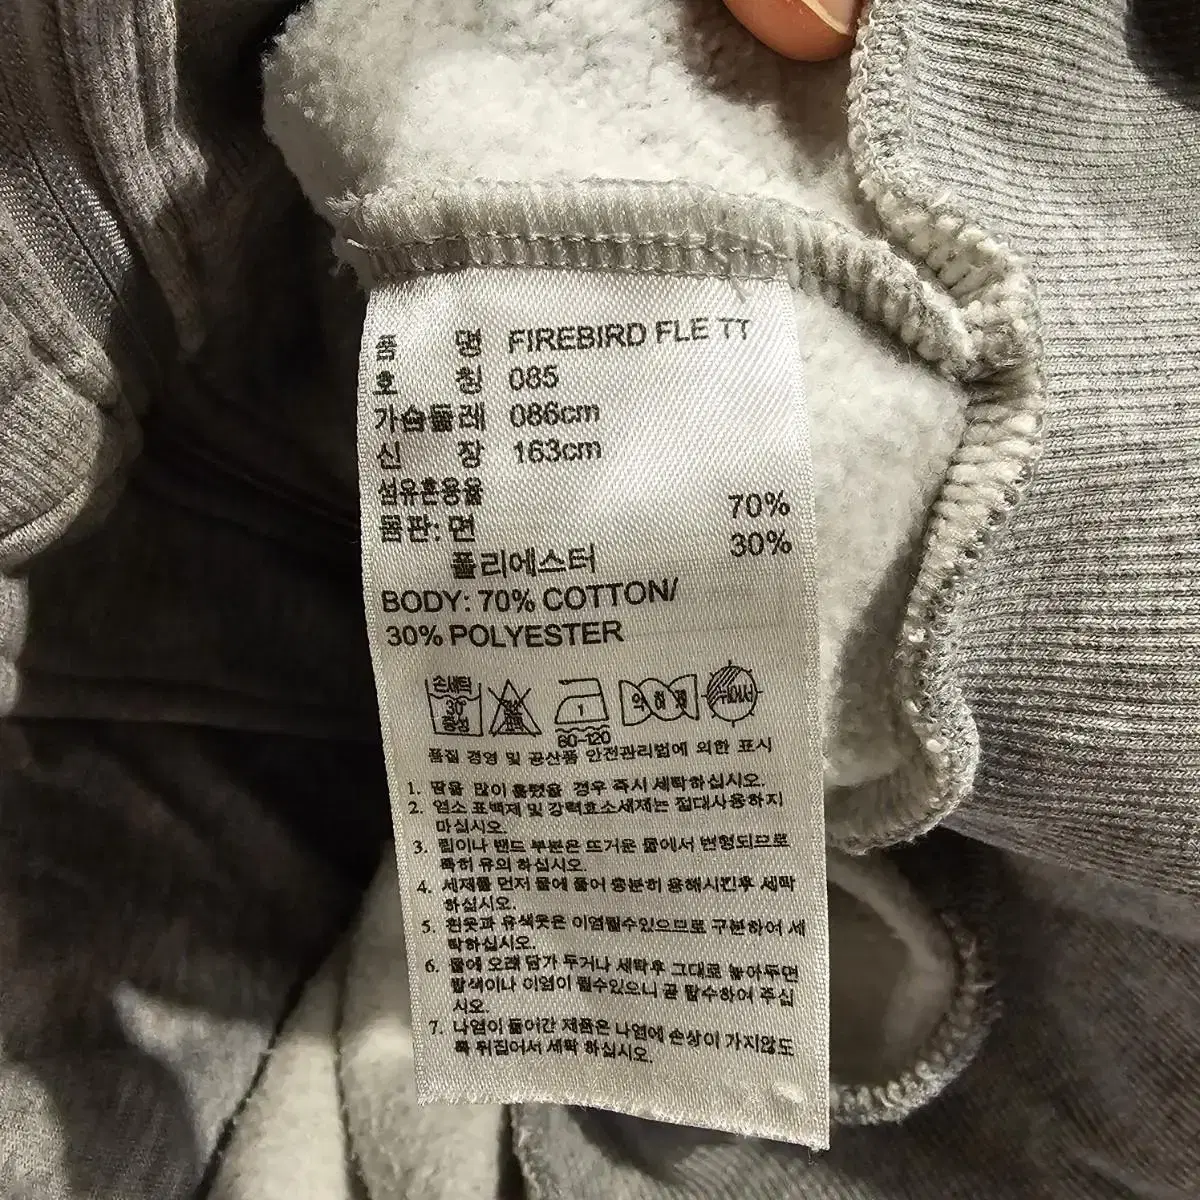 품 명 FIREBIRD FLE TT
호 칭 085
가슴둘레 086cm
신 장 163cm
섬유혼용율
몸판: 면 70%
폴리에스터 30%
BODY: 70% COTTON/
30% POLYESTER
손세탁
30
중성
1
80~120
약 하 게
뉘어서
품질 경영 및 공산품 안전관리법에 의한 표시
1. 땀을 많이 흘렸을 경우 즉시 세탁하십시오.
2. 염소 표백제 및 강력효소세제는 절대사용하지
마십시오.
3. 립이나 밴드 부분은 뜨거운 물에서 변형되므로
특히 유의 하십시오.
4. 세제를 먼저 물에 풀어 충분히 용해시킨후 세탁
하십시오.
5. 흰옷과 유색옷은 이염될수있으므로 구분하여 세
탁하십시오.
6. 물에 오래 담가 두거나 세탁후 그대로 놓아두면
탈색이나 이염이 될수있으니 곧 탈수하여 주십
시오.
7. 나염이 들어간 제품은 나염에 손상이 가지않도
록 뒤집어서 세탁 하십시오.